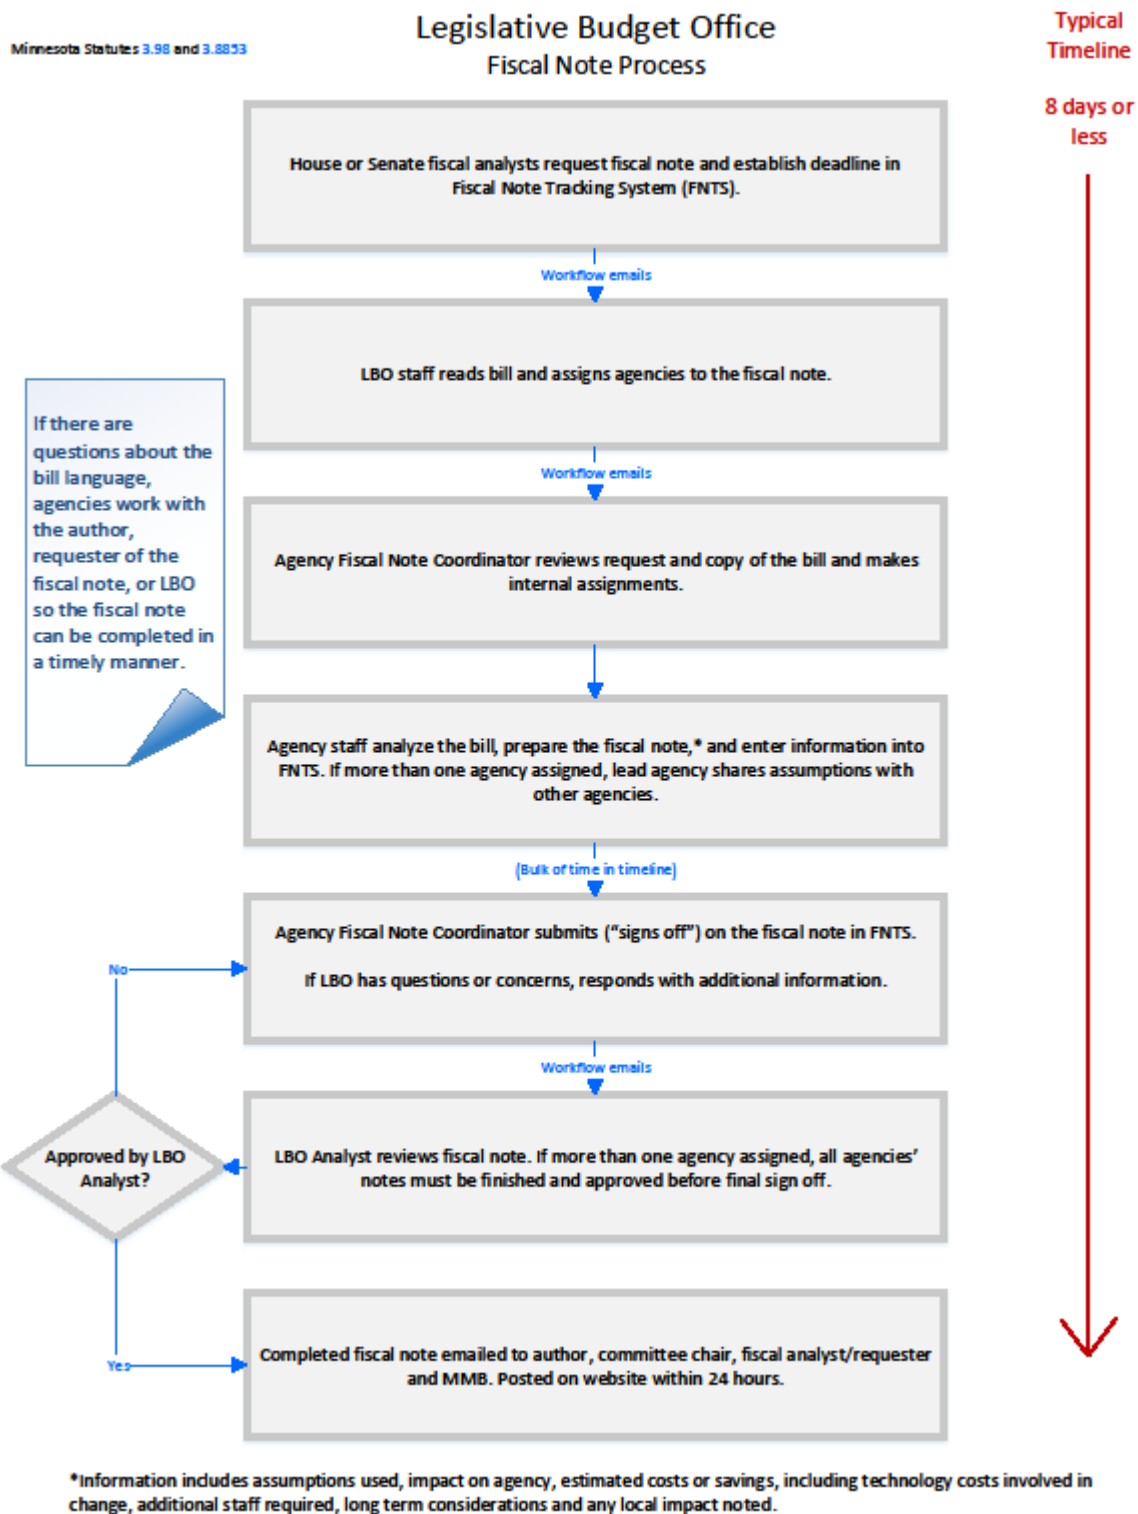 Legislative Budget Office
Fiscal Note Process
Minnesota Statutes 3.98 and 3.8853
Typical
Timeline
8 days or
less
House or Senate fiscal analysts request fiscal note and establish deadline in
Fiscal Note Tracking System (FNTS).
Workflow emails
LBO staff reads bill and assigns agencies to the fiscal note.
Workflow emails
If there are
questions about the
bill language,
agencies work with
the author,
requester of the
fiscal note, or LBO
so the fiscal note
can be completed in
a timely manner.
Agency Fiscal Note Coordinator reviews request and copy of the bill and makes
internal assignments.
Agency staff analyze the bill, prepare the fiscal note,* and enter information into
FNTS. If more than one agency assigned, lead agency shares assumptions with
other agencies.
(Bulk of time in timeline)
Agency Fiscal Note Coordinator submits (“signs off”) on the fiscal note in FNTS.
If LBO has questions or concerns, responds with additional information.
No
Workflow emails
Approved by LBO
Analyst?
LBO Analyst reviews fiscal note. If more than one agency assigned, all agencies’
notes must be finished and approved before final sign off.
Yes
Completed fiscal note emailed to author, committee chair, fiscal analyst/requester
and MMB. Posted on website within 24 hours.
*Information includes assumptions used, impact on agency, estimated costs or savings, including technology costs involved in
change, additional staff required, long term considerations and any local impact noted.